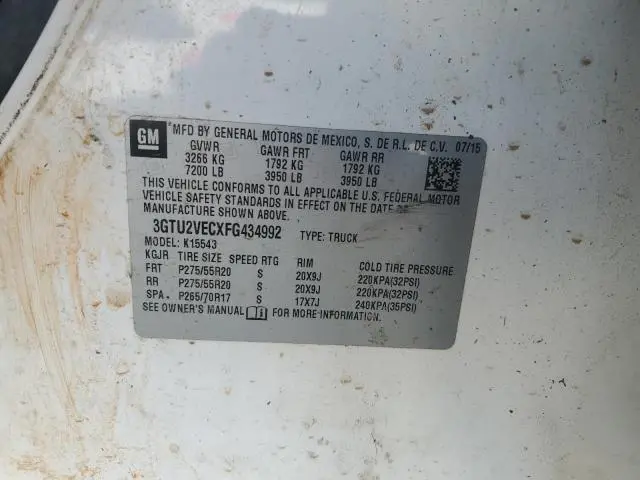 GM
*MFD BY GENERAL MOTORS DE MEXICO, S. DE R.L. DE C.V. 07/15
GVWR GAWR FRT GAWR RR
3266 KG 1792 KG 1792 KG
7200 LB 3950 LB 3950 LB
THIS VEHICLE CONFORMS TO ALL APPLICABLE U.S. FEDERAL MOTOR
VEHICLE SAFETY STANDARDS IN EFFECT ON THE DATE OF
MANUFACTURE SHOWN ABOVE.
3GTU2VECXFG434992 TYPE: TRUCK
MODEL: K15543
KGJR TIRE SIZE SPEED RTG RIM COLD TIRE PRESSURE
FRT P275/55R20 S 20X9J 220KPA(32PSI)
RR P275/55R20 S 20X9J 220KPA(32PSI)
SPA. P265/70R17 S 17X7J 240KPA(35PSI)
SEE OWNER'S MANUAL FOR MORE INFORMATION.